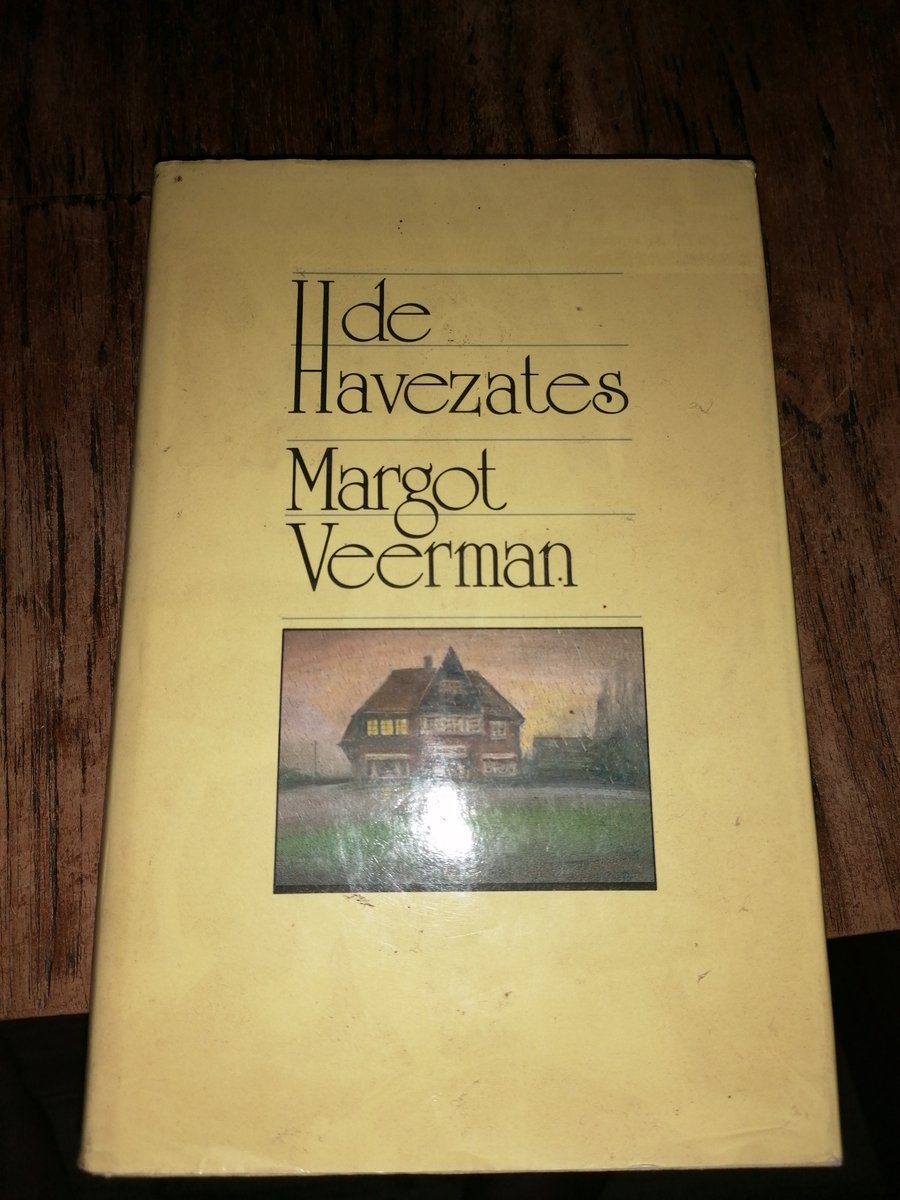 de
Havezates
Margot
Veerman